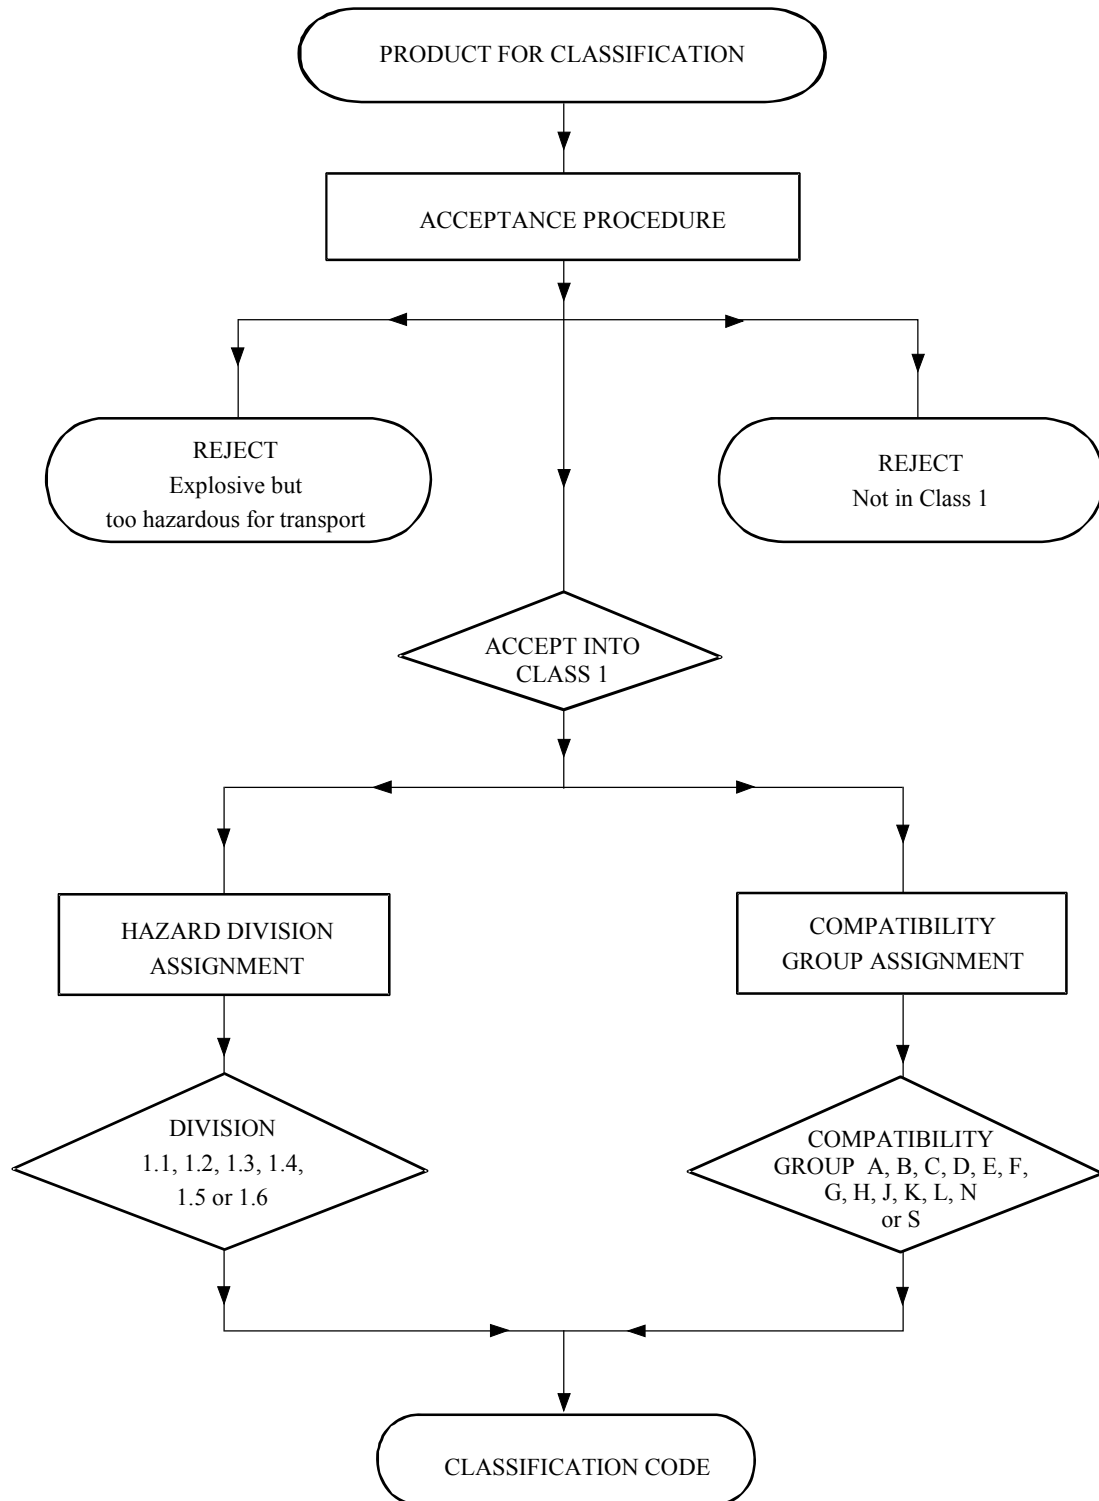 PRODUCT FOR CLASSIFICATION
ACCEPTANCE PROCEDURE
REJECT
Explosive but
too hazardous for transport
REJECT
Not in Class 1
ACCEPT INTO
CLASS 1
HAZARD DIVISION
ASSIGNMENT
COMPATIBILITY
GROUP ASSIGNMENT
DIVISION
1.1, 1.2, 1.3, 1.4,
1.5 or 1.6
COMPATIBILITY
GROUP A, B, C, D, E, F,
G, H, J, K, L, N
or S
CLASSIFICATION CODE